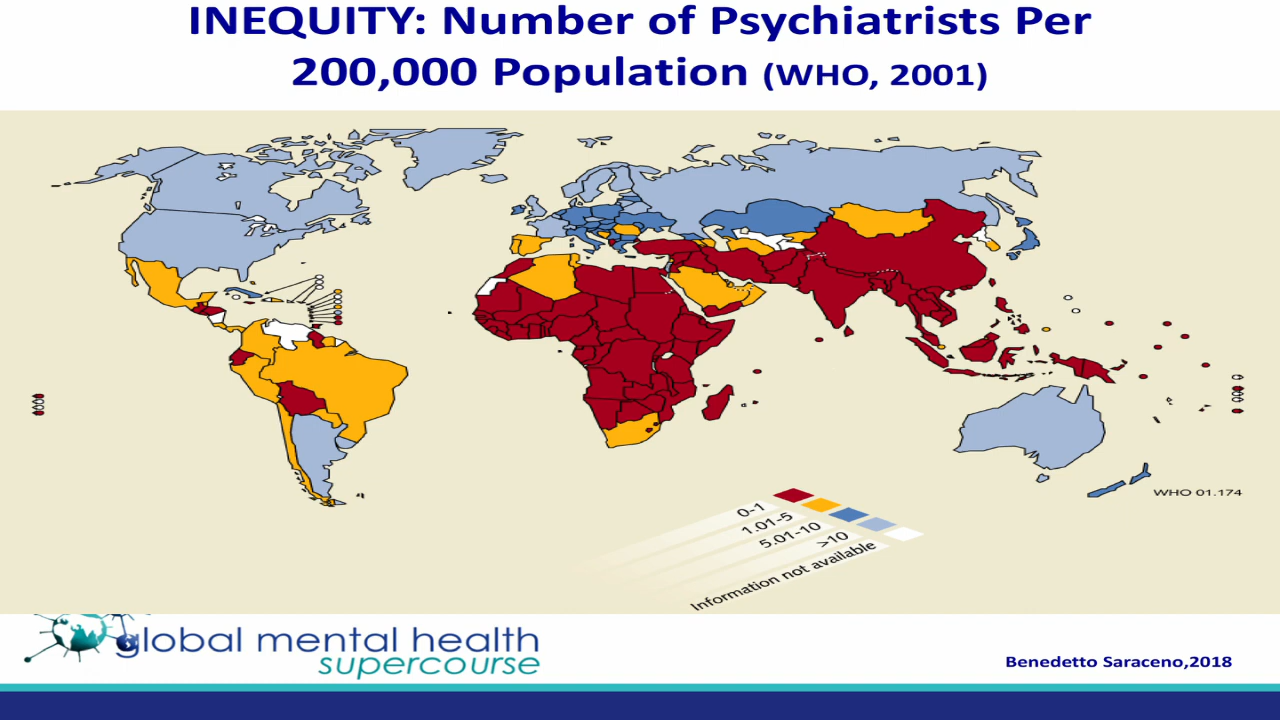 INEQUITY: Number of Psychiatrists Per
200,000 Population (WHO, 2001)
WHO 01.174
0-1
1.01-5
5.01-10
>10
Information not available
global mental health
supercourse
Benedetto Saraceno,2018